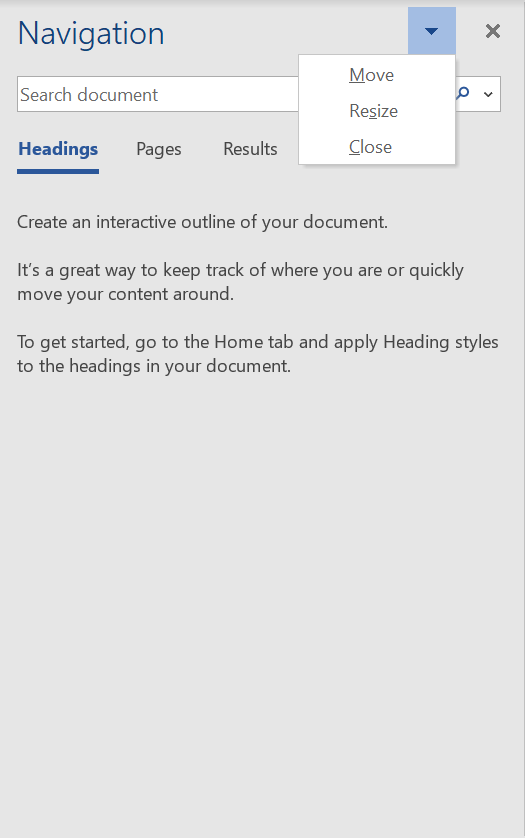 Navigation
Move
Search document
Resize
Headings
Pages
Results
Close
Create an interactive outline of your document.
It's a great way to keep track of where you are or quickly
move your content around.
To get started, go to the Home tab and apply Heading styles
to the headings in your document.